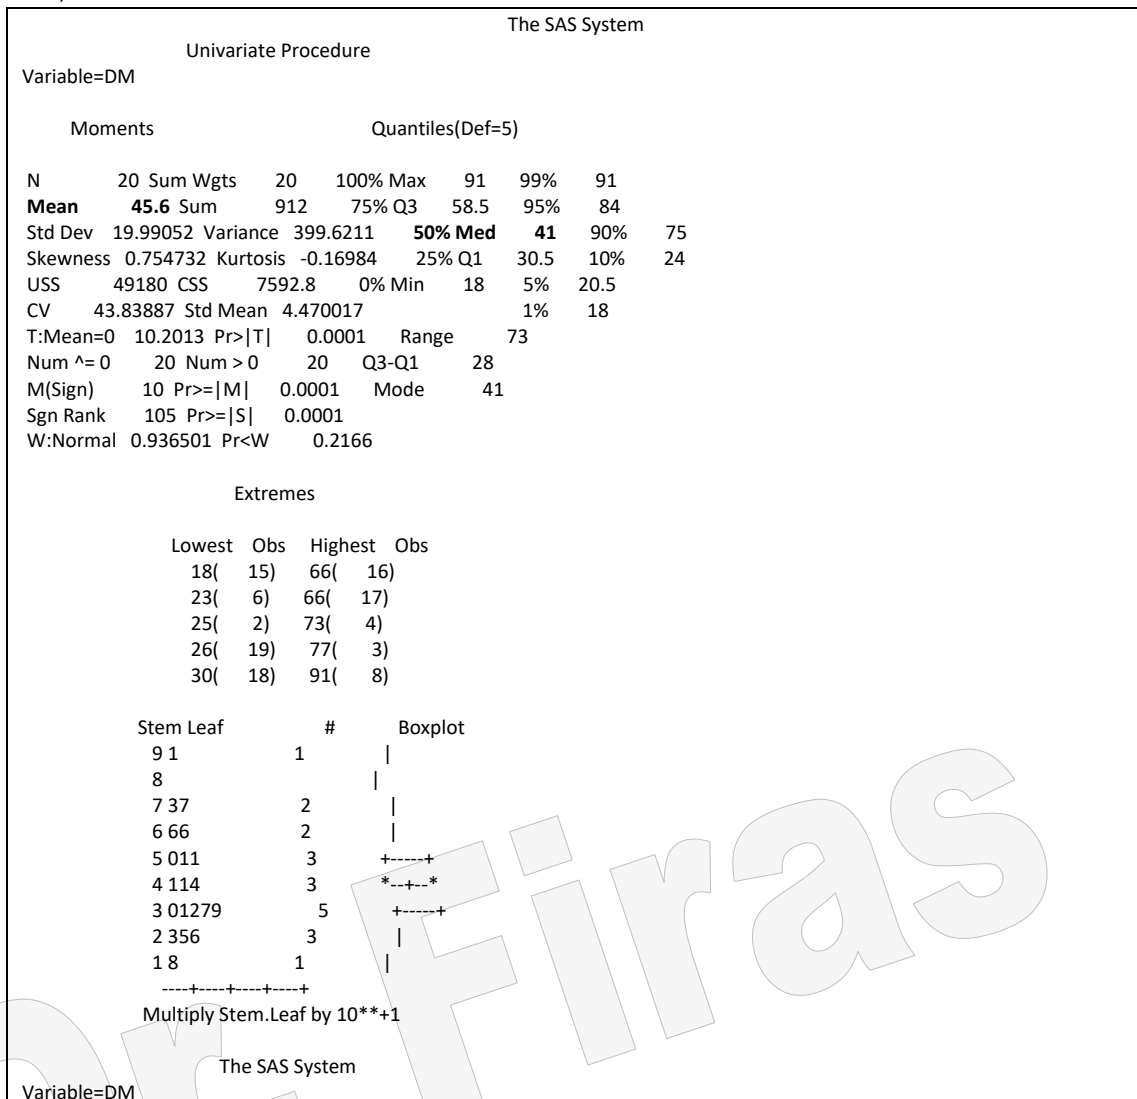 The SAS System
Univariate Procedure
Variable=DM
Moments Quantiles(Def=5)
N 20 Sum Wgts 20 100% Max 91 99% 91
Mean 45.6 Sum 912 75% Q3 58.5 95% 84
Std Dev 19.99052 Variance 399.6211 50% Med 41 90% 75
Skewness 0.754732 Kurtosis -0.16984 25% Q1 30.5 10% 24
USS 49180 CSS 7592.8 0% Min 18 5% 20.5
CV 43.83887 Std Mean 4.470017 1% 18
T:Mean=0 10.2013 Pr>|T| 0.0001 Range 73
Num ^= 0 20 Num > 0 20 Q3-Q1 28
M(Sign) 10 Pr>=|M| 0.0001 Mode 41
Sgn Rank 105 Pr>=|S| 0.0001
W:Normal 0.936501 Pr<W 0.2166
Extremes
Lowest Obs Highest Obs
18( 15) 66( 16)
23( 6) 66( 17)
25( 2) 73( 4)
26( 19) 77( 3)
30( 18) 91( 8)
Stem Leaf # Boxplot
9 1 1 |
8 |
7 37 2 |
6 66 2 |
5 011 3 +-----+
4 114 3 *--+--*
3 01279 5 +-----+
2 356 3 |
1 8 1 |
----+----+----+----+
Multiply Stem.Leaf by 10**+1
The SAS System
Variable=DM
Firas